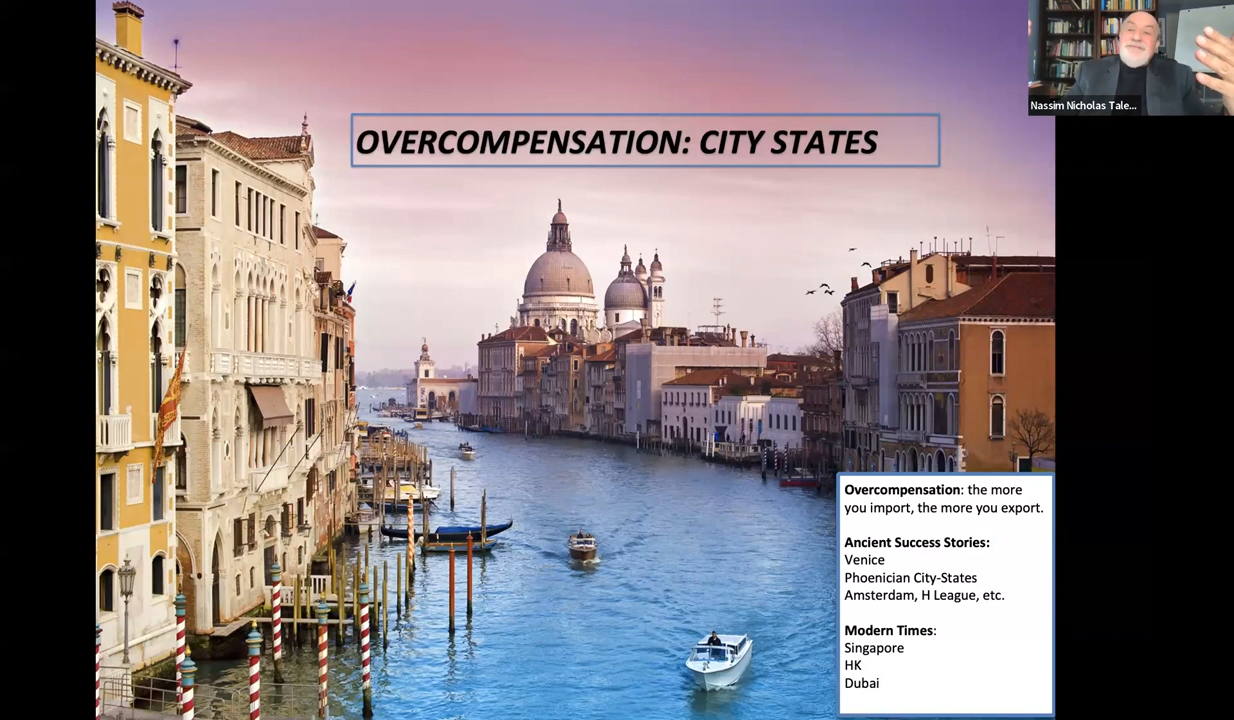 OVERCOMPENSATION: CITY STATES
Nassim Nicholas Tale...
Overcompensation: the more
you import, the more you export.
Ancient Success Stories:
Venice
Phoenician City-States
Amsterdam, H League, etc.
Modern Times:
Singapore
HK
Dubai